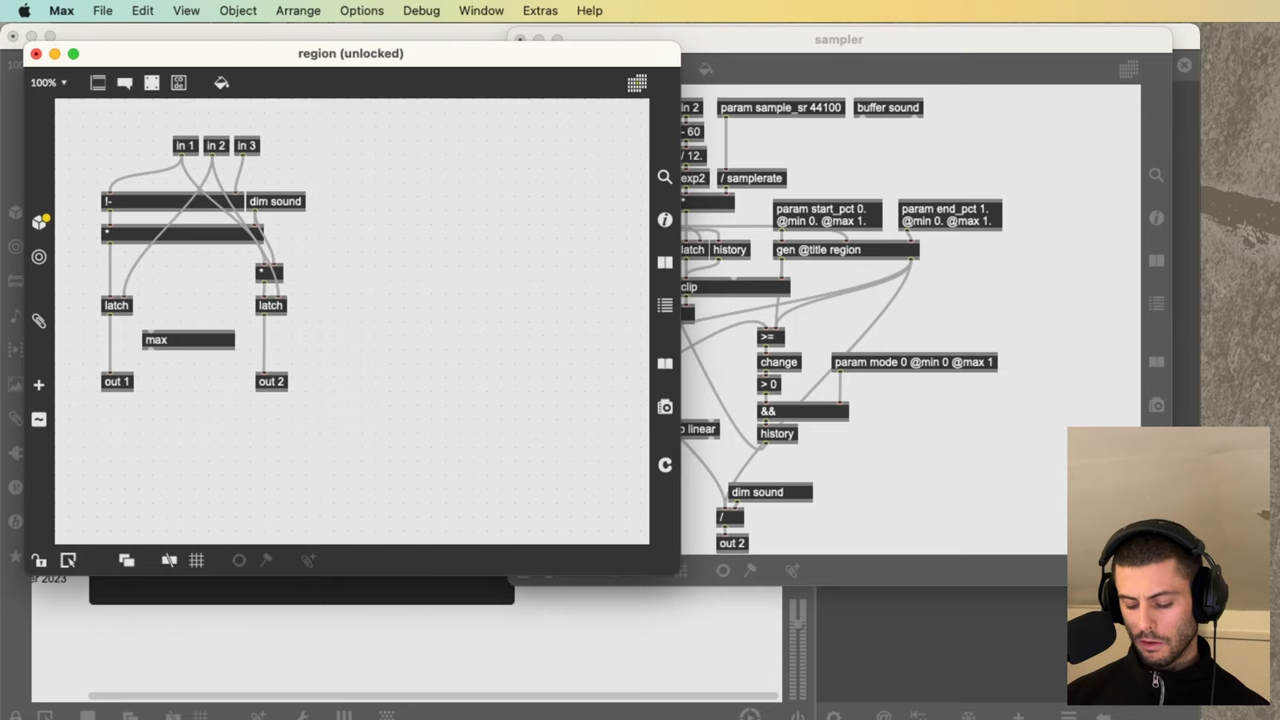 Max File Edit View Object Arrange Options Debug Window Extras Help
region (unlocked)
sampler
100%
in 1 in 2 in 3
!- dim sound
*
*
latch latch
max
out 1 out 2
in 2 param sample_sr 44100 buffer sound
- 60
/ 12.
exp2 / samplerate
*
param start_pct 0. @min 0. @max 1.
param end_pct 1. @min 0. @max 1.
latch history gen @title region
clip
>=
change param mode 0 @min 0 @max 1
> 0
&&
linear history
dim sound
/
out 2
2023